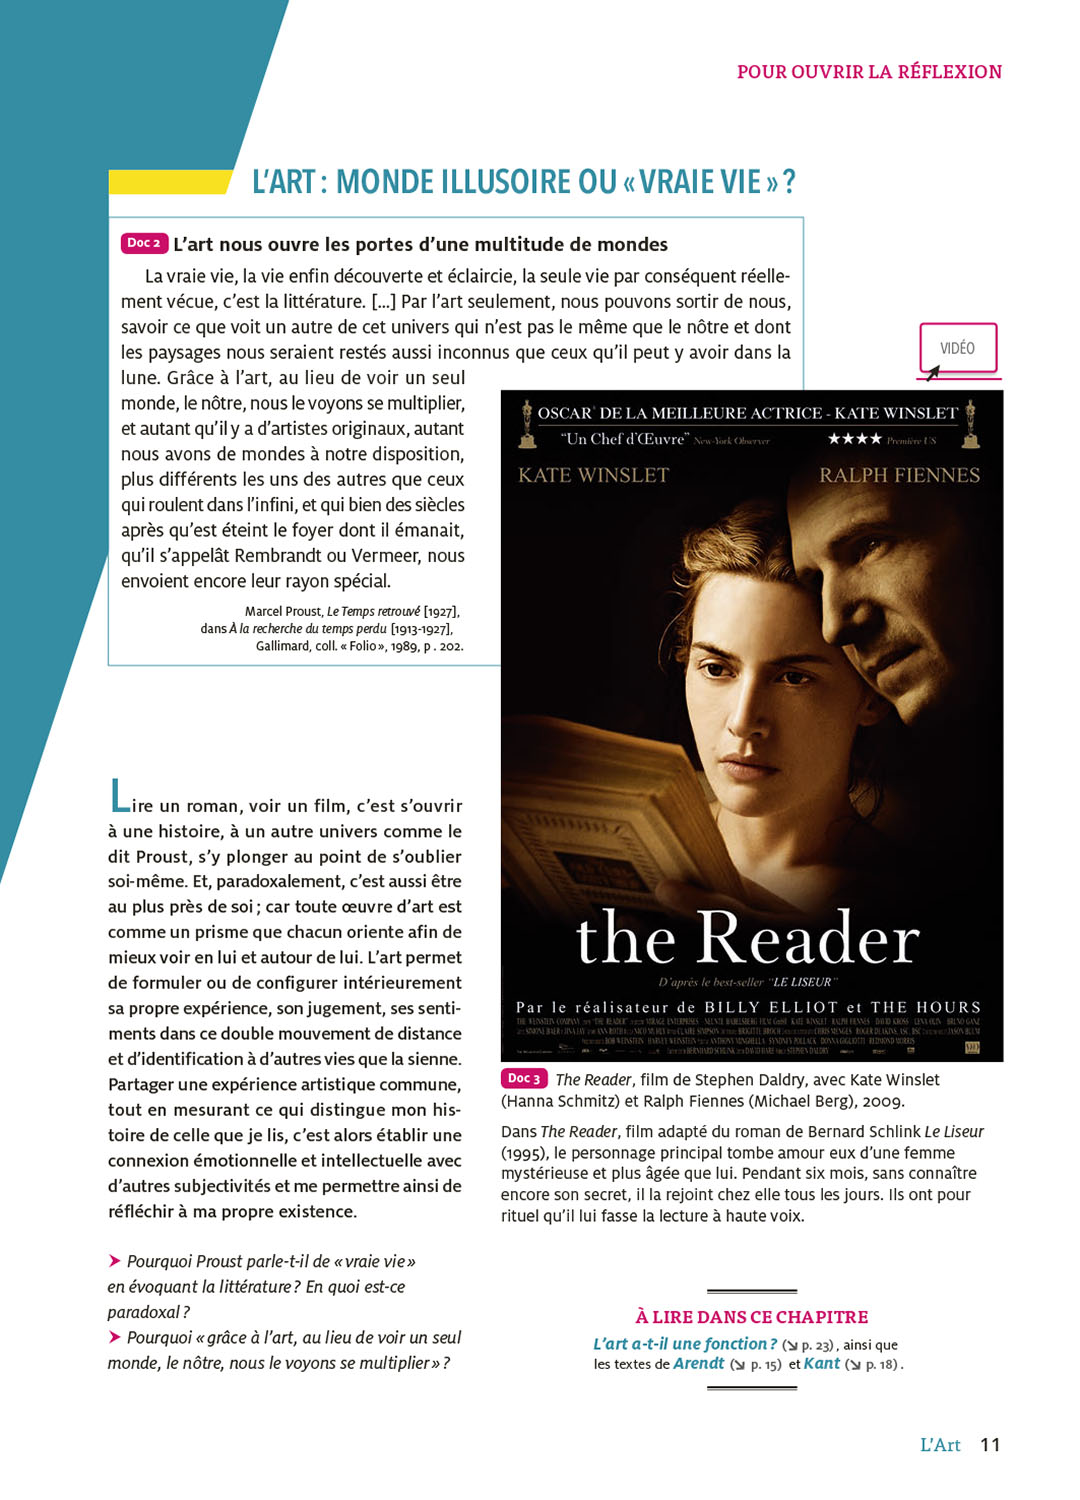 POUR OUVRIR LA RÉFLEXION
L'ART : MONDE ILLUSOIRE OU « VRAIE VIE » ?
Doc 2 L'art nous ouvre les portes d'une multitude de mondes
La vraie vie, la vie enfin découverte et éclaircie, la seule vie par conséquent réelle-
ment vécue, c'est la littérature. [...] Par l'art seulement, nous pouvons sortir de nous,
savoir ce que voit un autre de cet univers qui n'est pas le même que le nôtre et dont
les paysages nous seraient restés aussi inconnus que ceux qu'il peut y avoir dans la
lune. Grâce à l'art, au lieu de voir un seul
monde, le nôtre, nous le voyons se multiplier,
et autant qu'il y a d'artistes originaux, autant
nous avons de mondes à notre disposition,
plus différents les uns des autres que ceux
qui roulent dans l'infini, et qui bien des siècles
après qu'est éteint le foyer dont il émanait,
qu'il s'appelât Rembrandt ou Vermeer, nous
envoient encore leur rayon spécial.
Marcel Proust, Le Temps retrouvé [1927],
dans À la recherche du temps perdu [1913-1927],
Gallimard, coll. « Folio », 1989, p. 202.
VIDÉO
OSCAR® DE LA MEILLEURE ACTRICE - KATE WINSLET
"Un Chef d'Œuvre" New-York Observer
★★★★ Première US
KATE WINSLET RALPH FIENNES
the Reader
D'après le best-seller "LE LISEUR"
Par le réalisateur de BILLY ELLIOT et THE HOURS
Lire un roman, voir un film, c'est s'ouvrir
à une histoire, à un autre univers comme le
dit Proust, s'y plonger au point de s'oublier
soi-même. Et, paradoxalement, c'est aussi être
au plus près de soi ; car toute œuvre d'art est
comme un prisme que chacun oriente afin de
mieux voir en lui et autour de lui. L'art permet
de formuler ou de configurer intérieurement
sa propre expérience, son jugement, ses senti-
ments dans ce double mouvement de distance
et d'identification à d'autres vies que la sienne.
Partager une expérience artistique commune,
tout en mesurant ce qui distingue mon his-
toire de celle que je lis, c'est alors établir une
connexion émotionnelle et intellectuelle avec
d'autres subjectivités et me permettre ainsi de
réfléchir à ma propre existence.
➤ Pourquoi Proust parle-t-il de « vraie vie »
en évoquant la littérature ? En quoi est-ce
paradoxal ?
➤ Pourquoi « grâce à l'art, au lieu de voir un seul
monde, le nôtre, nous le voyons se multiplier » ?
Doc 3 The Reader, film de Stephen Daldry, avec Kate Winslet
(Hanna Schmitz) et Ralph Fiennes (Michael Berg), 2009.
Dans The Reader, film adapté du roman de Bernard Schlink Le Liseur
(1995), le personnage principal tombe amour eux d'une femme
mystérieuse et plus âgée que lui. Pendant six mois, sans connaître
encore son secret, il la rejoint chez elle tous les jours. Ils ont pour
rituel qu'il lui fasse la lecture à haute voix.
À LIRE DANS CE CHAPITRE
L'art a-t-il une fonction ? (↘ p. 23), ainsi que
les textes de Arendt (↘ p. 15) et Kant (↘ p. 18).
L'Art 11